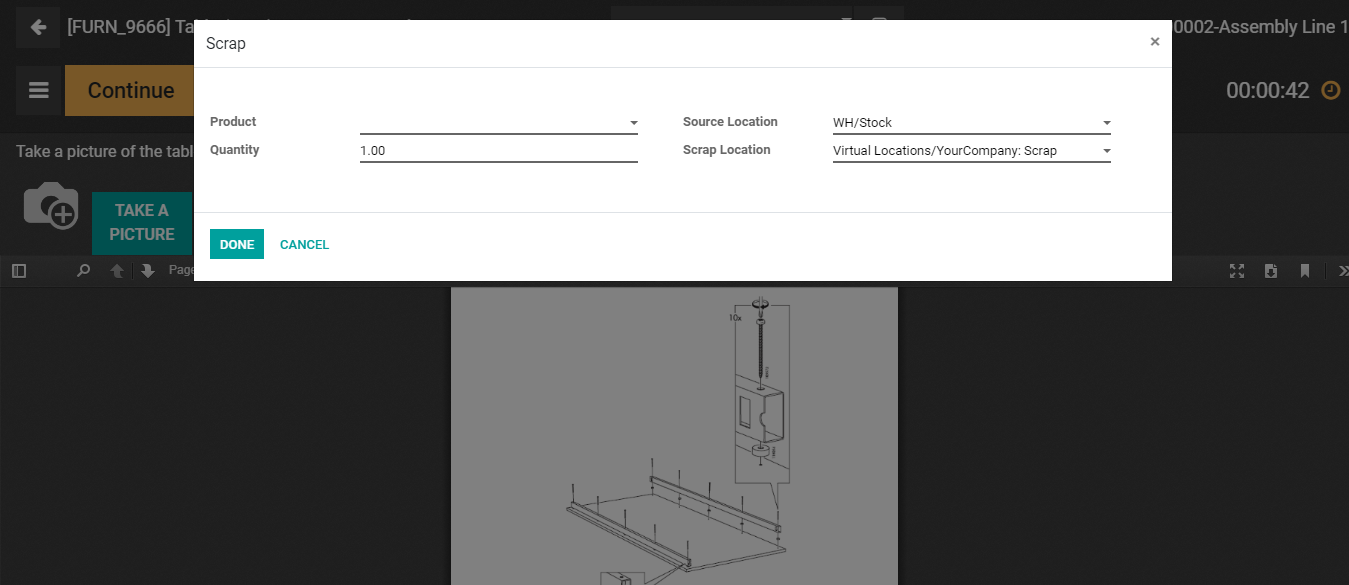 [FURN_9666] Ta
0002-Assembly Line 1
Scrap
×
Continue
00:00:42
Product
Source Location
WH/Stock
Quantity
1.00
Scrap Location
Virtual Locations/YourCompany: Scrap
Take a picture of the tabl
TAKE A
PICTURE
DONE
CANCEL
Page
10x